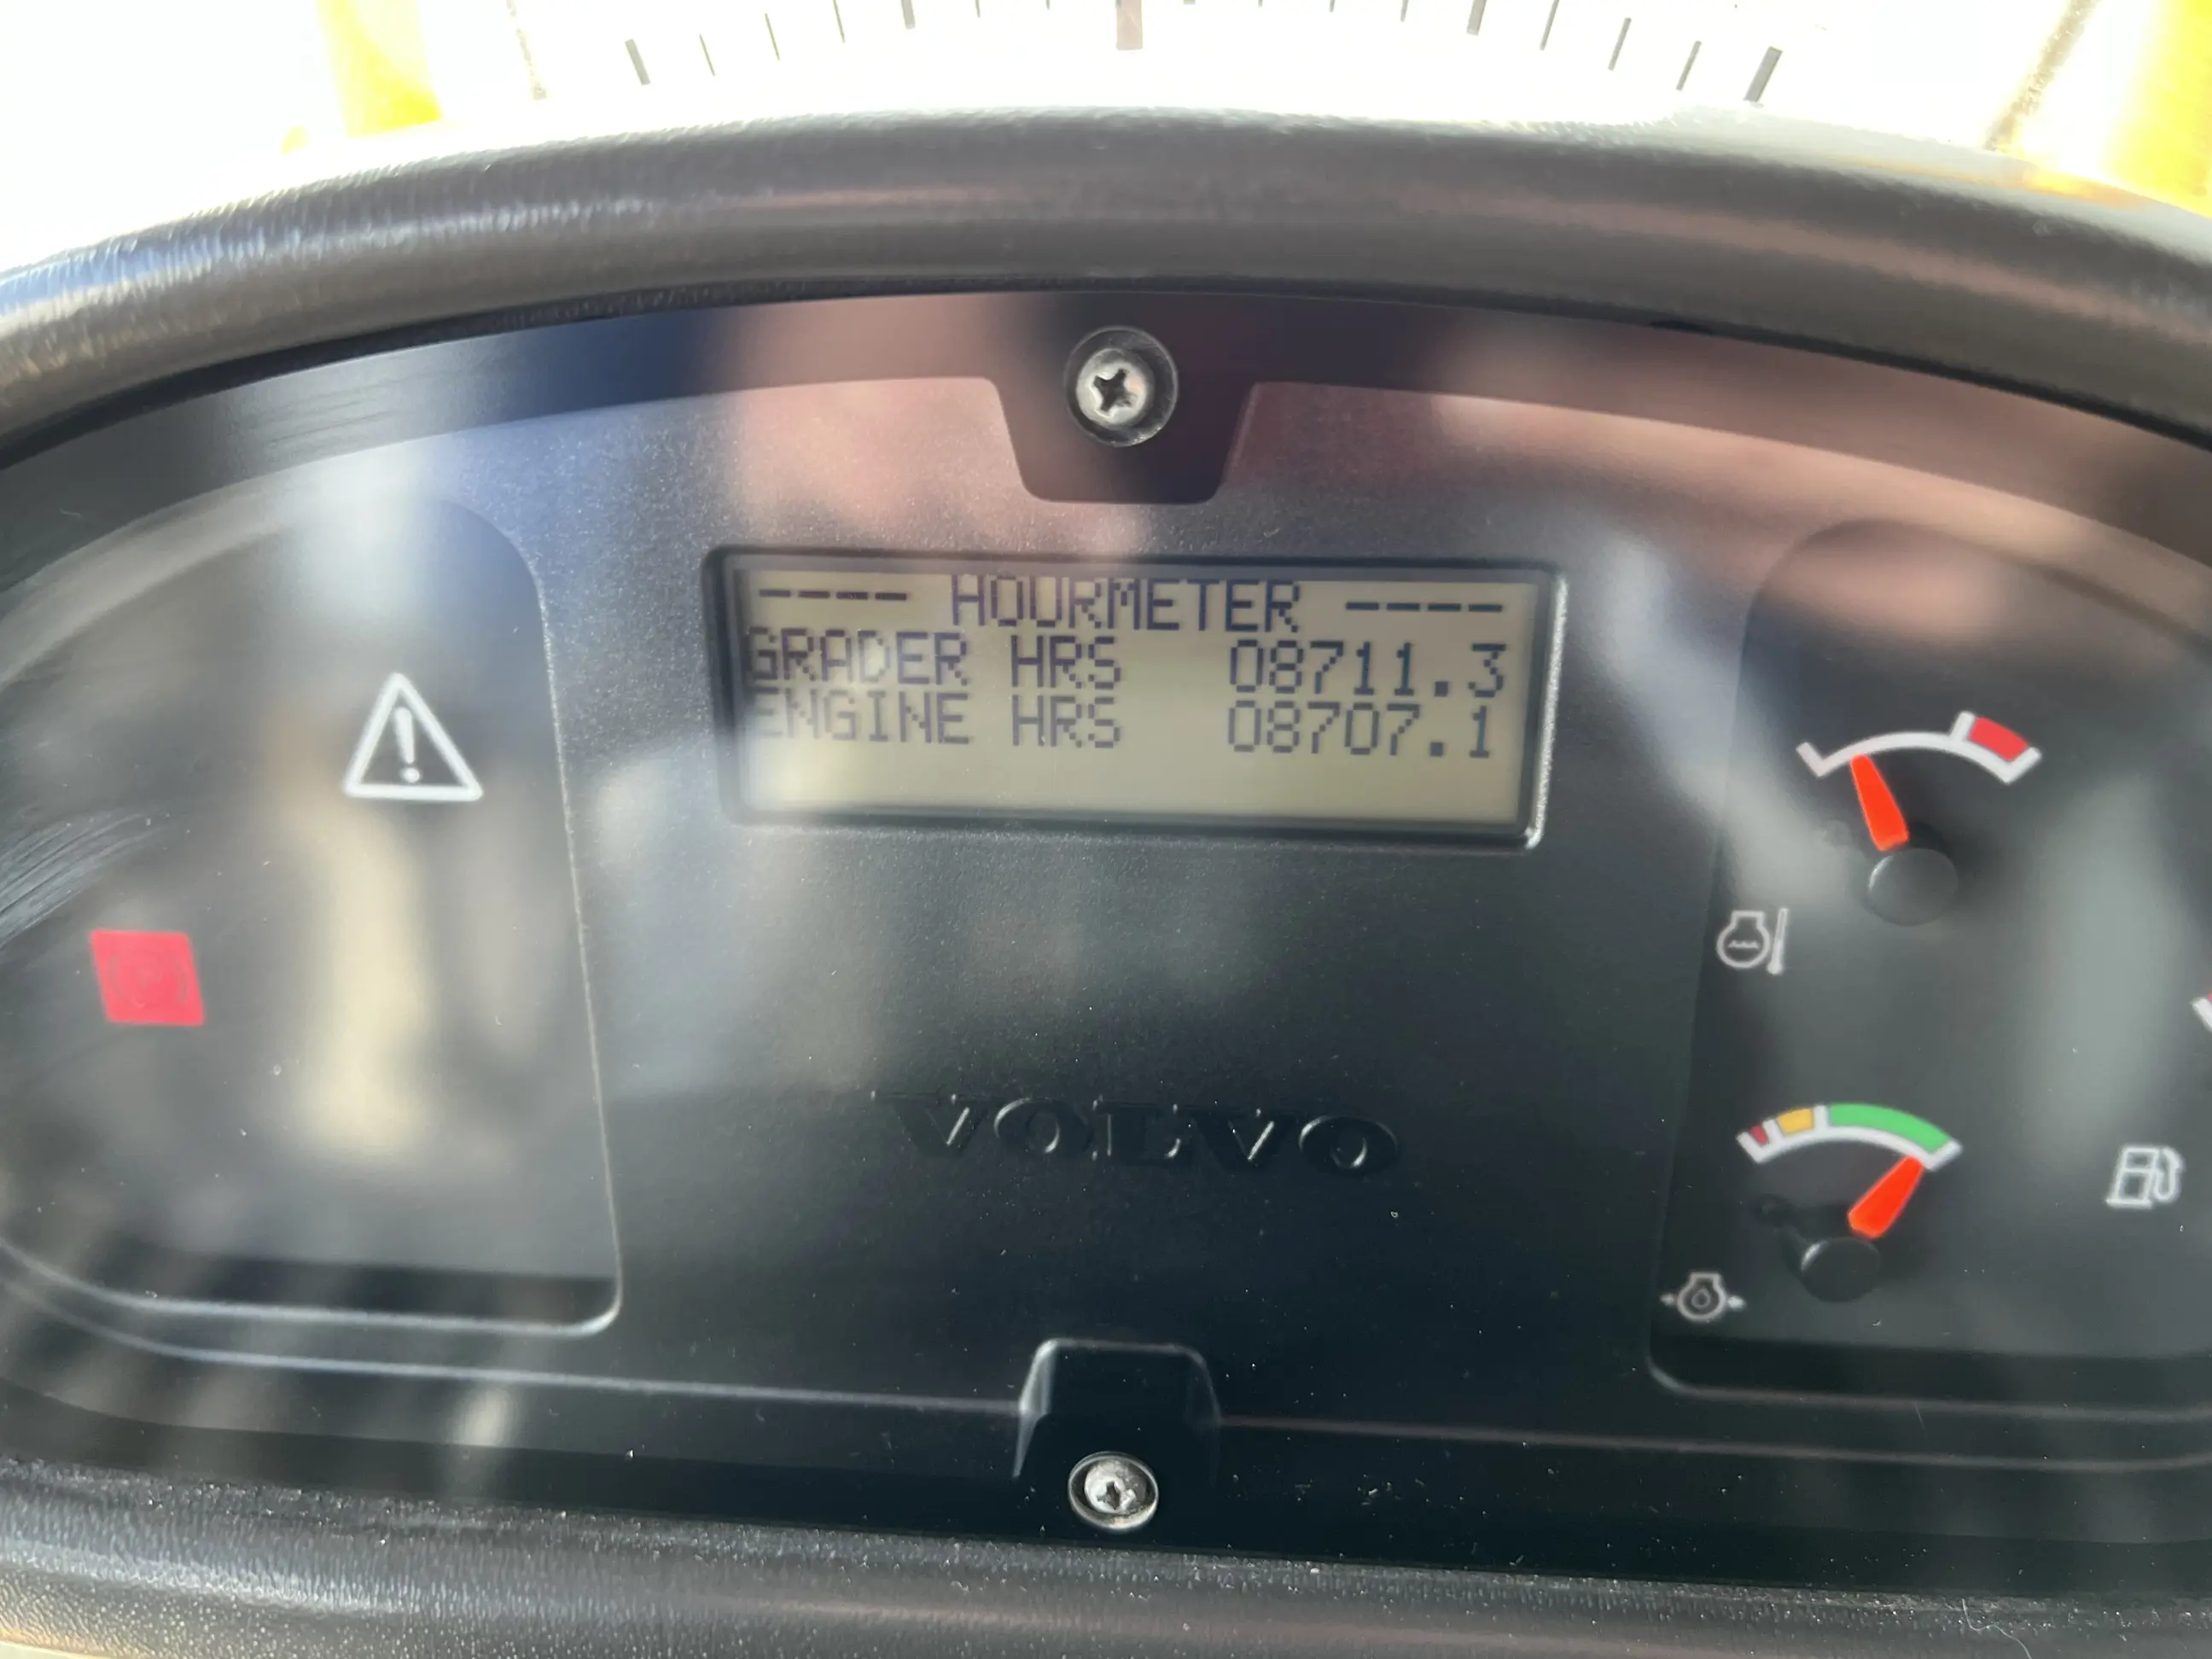 ---- HOURMETER ----
GRADER HRS 08711.3
ENGINE HRS 08707.1
VOLVO